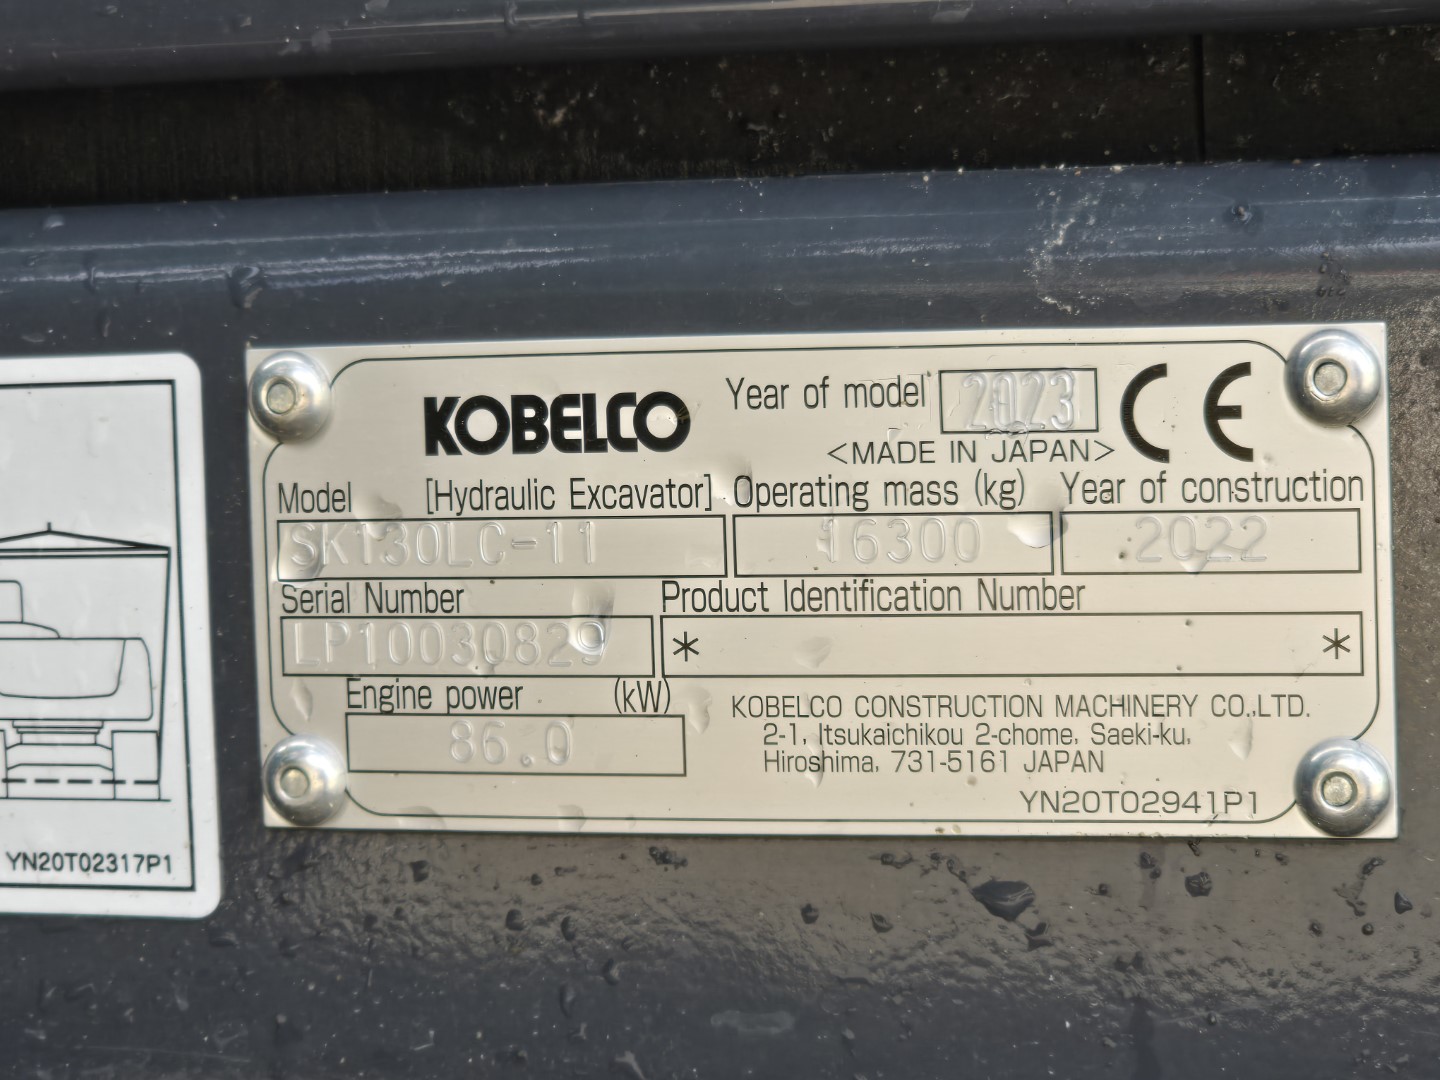 KOBELCO Year of model 2023 CE
<MADE IN JAPAN>
Model [Hydraulic Excavator] Operating mass (kg) Year of construction
SK130LC-11 16300 2022
Serial Number Product Identification Number
LP10030829 * *
Engine power (kW)
86.0
KOBELCO CONSTRUCTION MACHINERY CO.,LTD.
2-1, Itsukaichikou 2-chome, Saeki-ku,
Hiroshima, 731-5161 JAPAN
YN20T02941P1
YN20T02317P1